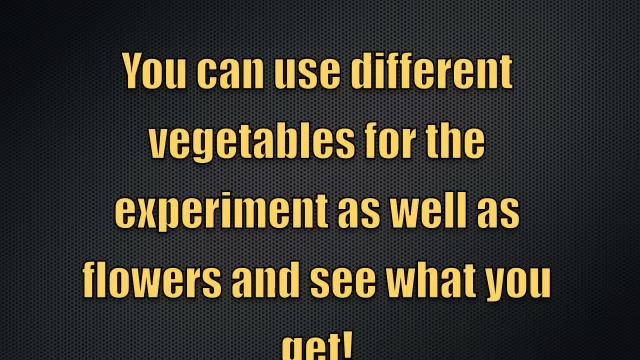 You can use different
vegetables for the
experiment as well as
flowers and see what you
get!